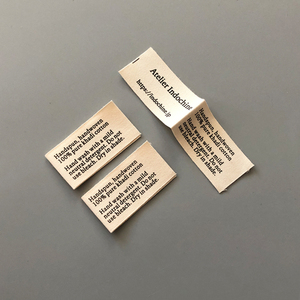 Handspun, handwoven
100% pure khadi cotton
Hand wash with a mild
neutral detergent. Do not
use bleach. Dry in shade.
Handspun, handwoven
100% pure khadi cotton
Hand wash with a mild
neutral detergent. Do not
use bleach. Dry in shade.
Atelier Indochine
https://indochine.jp
Handspun, handwoven
100% pure khadi cotton
Hand wash with a mild
neutral detergent. Do not
use bleach. Dry in shade.